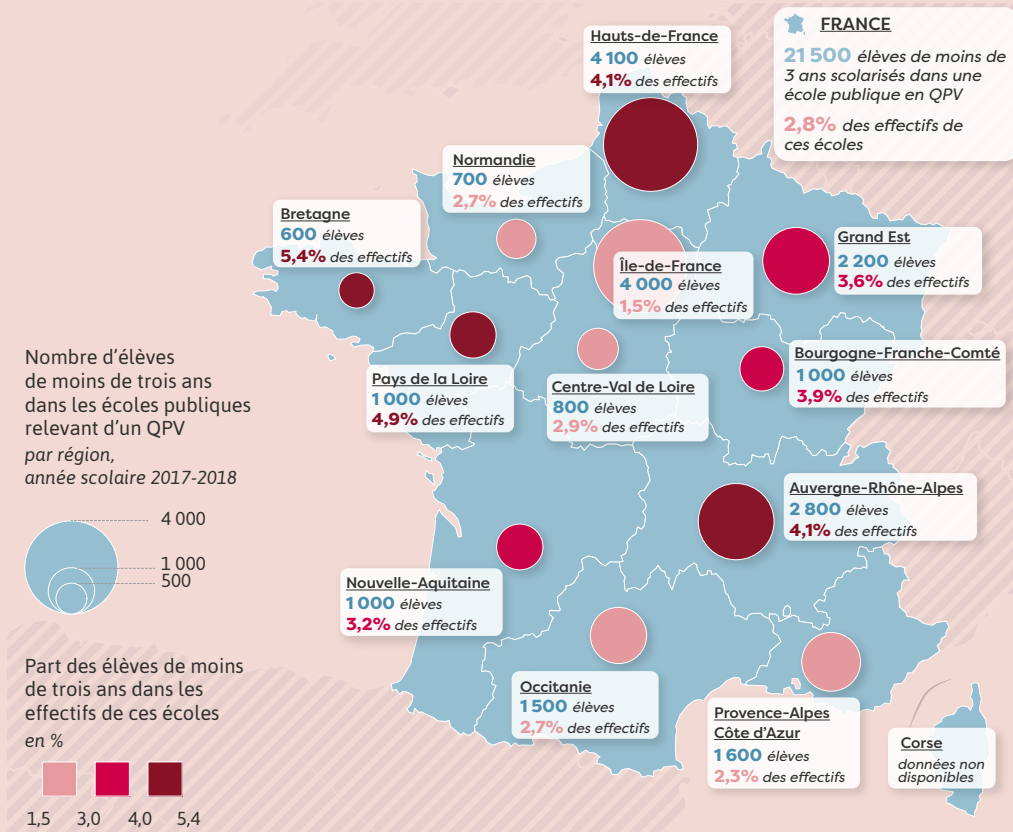 Hauts-de-France
4 100 élèves
4,1% des effectifs
FRANCE
21 500 élèves de moins de
3 ans scolarisés dans une
école publique en QPV
2,8% des effectifs de
ces écoles
Normandie
700 élèves
2,7% des effectifs
Bretagne
600 élèves
5,4% des effectifs
Grand Est
2 200 élèves
3,6% des effectifs
Île-de-France
4 000 élèves
1,5% des effectifs
Pays de la Loire
1 000 élèves
4,9% des effectifs
Centre-Val de Loire
800 élèves
2,9% des effectifs
Bourgogne-Franche-Comté
1 000 élèves
3,9% des effectifs
Nombre d'élèves
de moins de trois ans
dans les écoles publiques
relevant d'un QPV
par région,
année scolaire 2017-2018
4 000
1 000
500
Auvergne-Rhône-Alpes
2 800 élèves
4,1% des effectifs
Nouvelle-Aquitaine
1 000 élèves
3,2% des effectifs
Occitanie
1 500 élèves
2,7% des effectifs
Provence-Alpes
Côte d'Azur
1 600 élèves
2,3% des effectifs
Corse
données non
disponibles
Part des élèves de moins
de trois ans dans les
effectifs de ces écoles
en %
1,5 3,0 4,0 5,4